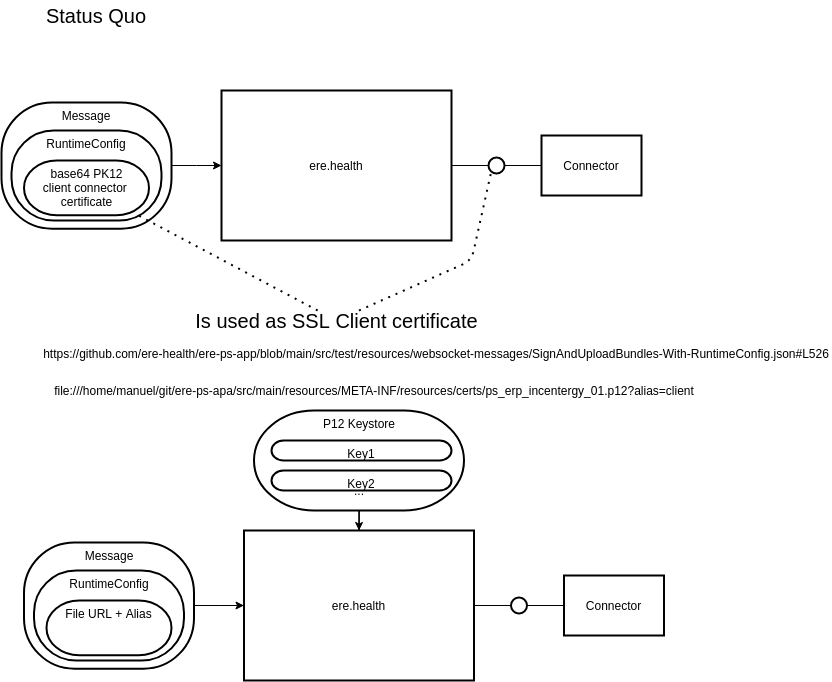 Status Quo
Message
RuntimeConfig
base64 PK12
client connector
certificate
ere.health
Connector
Is used as SSL Client certificate
https://github.com/ere-health/ere-ps-app/blob/main/src/test/resources/websocket-messages/SignAndUploadBundles-With-RuntimeConfig.json#L526
file:///home/manuel/git/ere-ps-apa/src/main/resources/META-INF/resources/certs/ps_erp_incentergy_01.p12?alias=client
P12 Keystore
Key1
Key2
...
Message
RuntimeConfig
File URL + Alias
ere.health
Connector